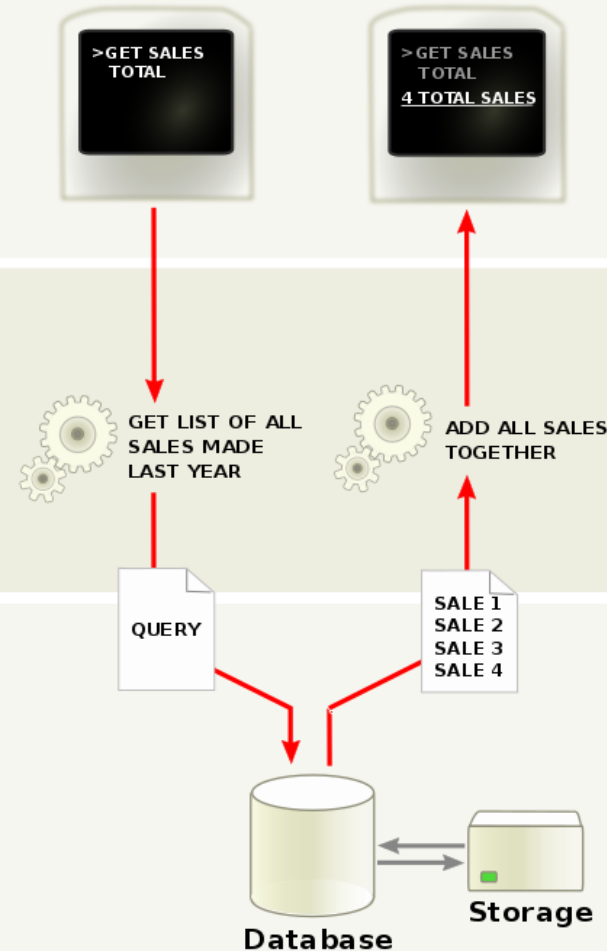 >GET SALES
TOTAL
>GET SALES
TOTAL
4 TOTAL SALES
GET LIST OF ALL
SALES MADE
LAST YEAR
ADD ALL SALES
TOGETHER
QUERY
SALE 1
SALE 2
SALE 3
SALE 4
Storage
Database